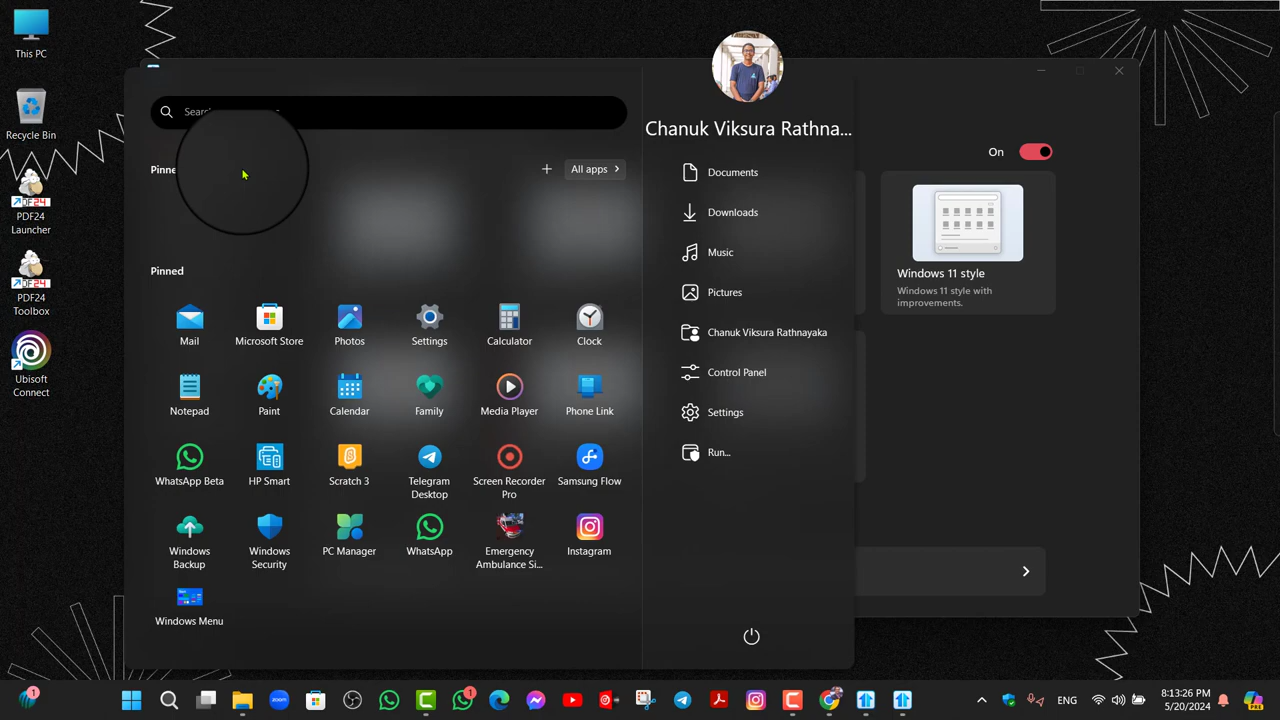 This PC
Recycle Bin
PDF24
Launcher
PDF24
Toolbox
Ubisoft
Connect
All apps
Pinned
Mail
Microsoft Store
Photos
Settings
Calculator
Clock
Notepad
Paint
Calendar
Family
Media Player
Phone Link
WhatsApp Beta
HP Smart
Scratch 3
Telegram
Desktop
Screen Recorder
Pro
Samsung Flow
Windows
Backup
Windows
Security
PC Manager
WhatsApp
Emergency
Ambulance Si...
Instagram
Windows Menu
Chanuk Viksura Rathna...
Documents
Downloads
Music
Pictures
Chanuk Viksura Rathnayaka
Control Panel
Settings
Run...
On
Windows 11 style
Windows 11 style with
improvements.
1
zoom
1
ENG
8:13:26 PM
5/20/2024
PRE